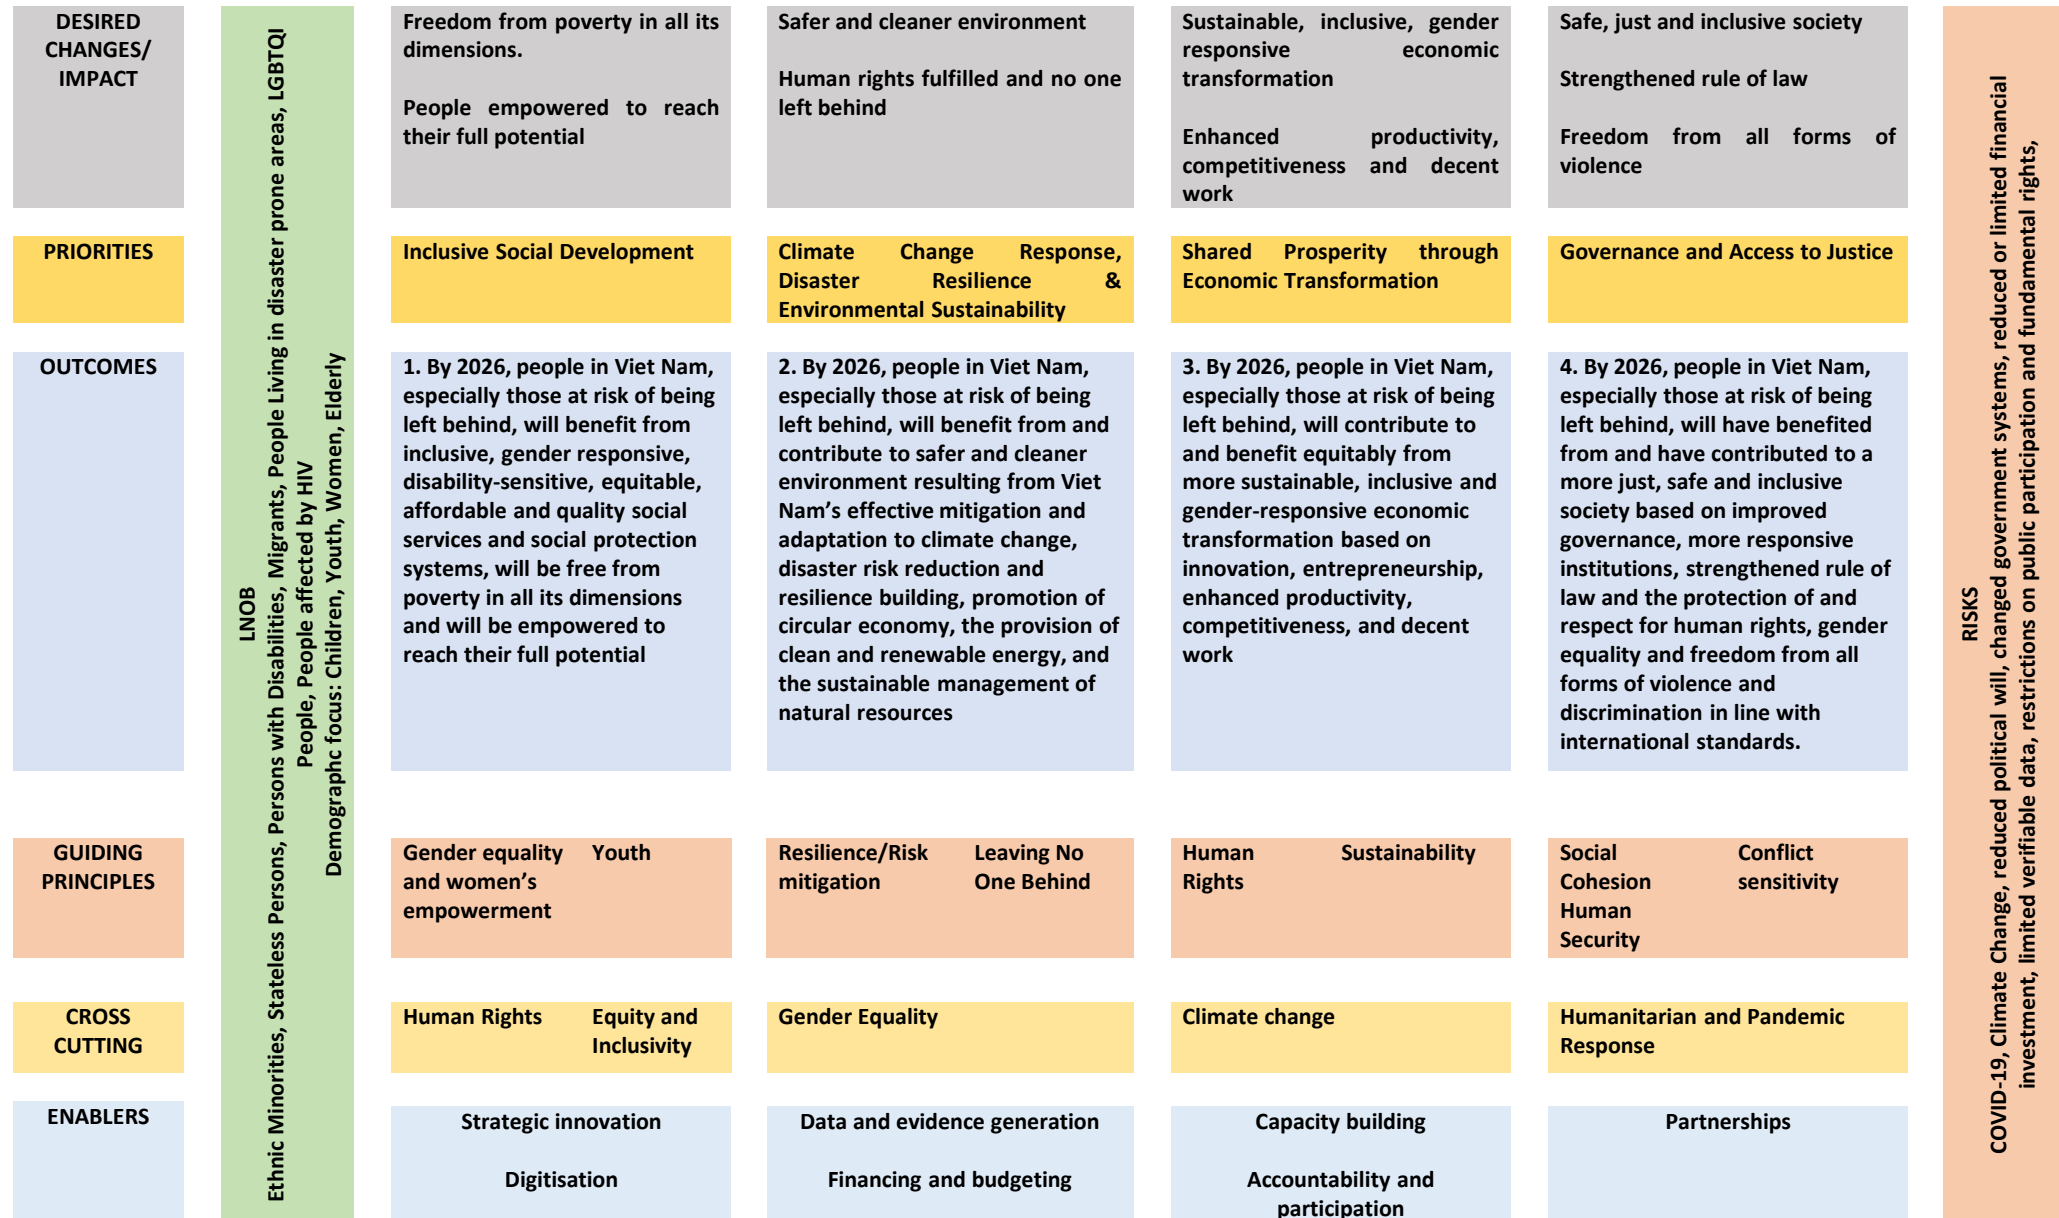 DESIRED
CHANGES/
IMPACT
LNOB
Ethnic Minorities, Stateless Persons, Persons with Disabilities, Migrants, People Living in disaster prone areas, LGBTQI
People, People affected by HIV
Demographc focus: Children, Youth, Women, Elderly
Freedom from poverty in all its
dimensions.
People empowered to reach
their full potential
Safer and cleaner environment
Human rights fulfilled and no one
left behind
Sustainable, inclusive, gender
responsive economic
transformation
Enhanced productivity,
competitiveness and decent
work
Safe, just and inclusive society
Strengthened rule of law
Freedom from all forms of
violence
RISKS
COVID-19, Climate Change, reduced political will, changed government systems, reduced or limited financial
investment, limited verifiable data, restrictions on public participation and fundamental rights,
PRIORITIES
Inclusive Social Development
Climate Change Response,
Disaster Resilience &
Environmental Sustainability
Shared Prosperity through
Economic Transformation
Governance and Access to Justice
OUTCOMES
1. By 2026, people in Viet Nam,
especially those at risk of being
left behind, will benefit from
inclusive, gender responsive,
disability-sensitive, equitable,
affordable and quality social
services and social protection
systems, will be free from
poverty in all its dimensions
and will be empowered to
reach their full potential
2. By 2026, people in Viet Nam,
especially those at risk of being
left behind, will benefit from and
contribute to safer and cleaner
environment resulting from Viet
Nam’s effective mitigation and
adaptation to climate change,
disaster risk reduction and
resilience building, promotion of
circular economy, the provision of
clean and renewable energy, and
the sustainable management of
natural resources
3. By 2026, people in Viet Nam,
especially those at risk of being
left behind, will contribute to
and benefit equitably from
more sustainable, inclusive and
gender-responsive economic
transformation based on
innovation, entrepreneurship,
enhanced productivity,
competitiveness, and decent
work
4. By 2026, people in Viet Nam,
especially those at risk of being
left behind, will have benefited
from and have contributed to a
more just, safe and inclusive
society based on improved
governance, more responsive
institutions, strengthened rule of
law and the protection of and
respect for human rights, gender
equality and freedom from all
forms of violence and
discrimination in line with
international standards.
GUIDING
PRINCIPLES
Gender equality
and women’s
empowerment
Youth
Resilience/Risk
mitigation
Leaving No
One Behind
Human
Rights
Sustainability
Social
Cohesion
Human
Security
Conflict
sensitivity
CROSS
CUTTING
Human Rights
Equity and
Inclusivity
Gender Equality
Climate change
Humanitarian and Pandemic
Response
ENABLERS
Strategic innovation
Digitisation
Data and evidence generation
Financing and budgeting
Capacity building
Accountability and
participation
Partnerships